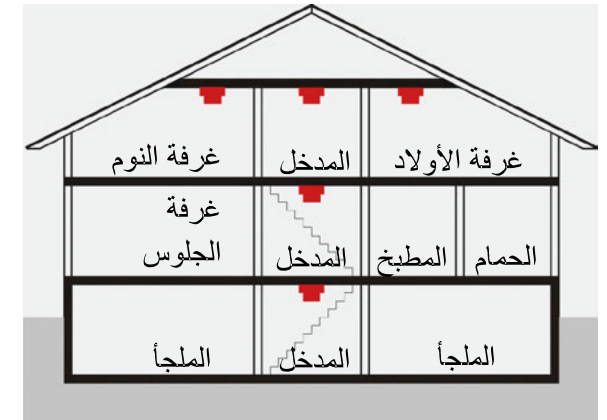 غرفة الأولاد
المدخل
غرفة النوم
الحمام
المطبخ
المدخل
غرفة
الجلوس
الملجأ
المدخل
الملجأ